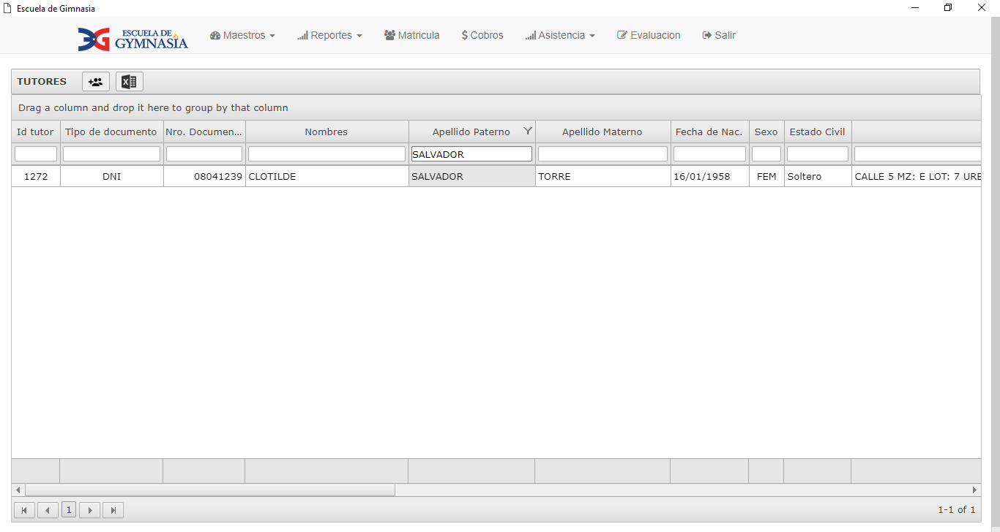 Escuela de Gimnasia
ESCUELA DE GYMNASIA
Maestros Reportes Matricula $ Cobros Asistencia Evaluacion Salir
TUTORES
Drag a column and drop it here to group by that column
Id tutor Tipo de documento Nro. Documen... Nombres Apellido Paterno Apellido Materno Fecha de Nac. Sexo Estado Civil
SALVADOR
1272 DNI 08041239 CLOTILDE SALVADOR TORRE 16/01/1958 FEM Soltero CALLE 5 MZ: E LOT: 7 URB
1
1-1 of 1